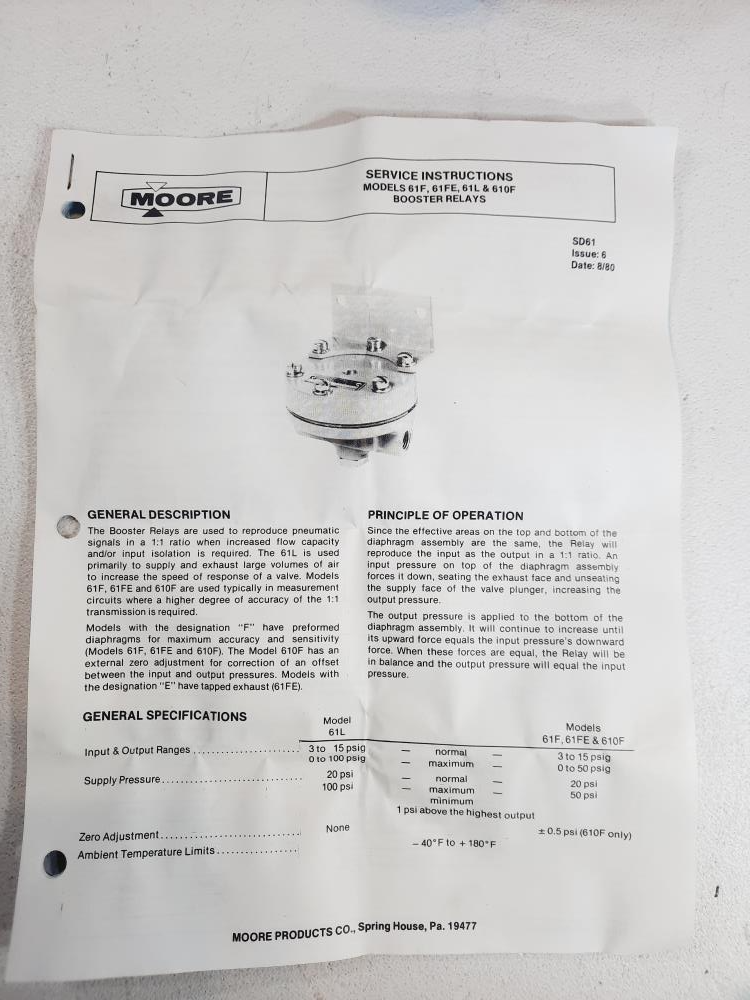 MOORE
SERVICE INSTRUCTIONS
MODELS 61F, 61FE, 61L & 610F
BOOSTER RELAYS
SD61
Issue: 6
Date: 8/80
GENERAL DESCRIPTION
The Booster Relays are used to reproduce pneumatic
signals in a 1:1 ratio when increased flow capacity
and/or input isolation is required. The 61L is used
primarily to supply and exhaust large volumes of air
to increase the speed of response of a valve. Models
61F, 61FE and 610F are used typically in measurement
circuits where a higher degree of accuracy of the 1:1
transmission is required.
Models with the designation "F" have preformed
diaphragms for maximum accuracy and sensitivity
(Models 61F, 61FE and 610F). The Model 610F has an
external zero adjustment for correction of an offset
between the input and output pressures. Models with
the designation "E" have tapped exhaust (61FE).
PRINCIPLE OF OPERATION
Since the effective areas on the top and bottom of the
diaphragm assembly are the same, the Relay will
reproduce the input as the output in a 1:1 ratio. An
input pressure on top of the diaphragm assembly
forces it down, seating the exhaust face and unseating
the supply face of the valve plunger, increasing the
output pressure.
The output pressure is applied to the bottom of the
diaphragm assembly. It will continue to increase until
its upward force equals the input pressure's downward
force. When these forces are equal, the Relay will be
in balance and the output pressure will equal the input
pressure.
GENERAL SPECIFICATIONS
Model
61L
Models
61F, 61FE & 610F
Input & Output Ranges .................... 3 to 15 psig — normal — 3 to 15 psig
0 to 100 psig — maximum — 0 to 50 psig
Supply Pressure.......................... 20 psi — normal — 20 psi
100 psi — maximum — 50 psi
minimum
1 psi above the highest output
Zero Adjustment.......................... None ± 0.5 psi (610F only)
Ambient Temperature Limits ............... – 40°F to + 180°F
MOORE PRODUCTS CO., Spring House, Pa. 19477